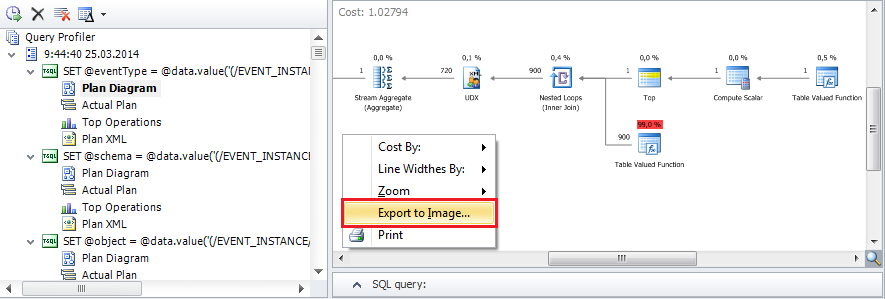 Query Profiler
9:44:40 25.03.2014
SQL SET @eventType = @data.value('(/EVENT_INSTANC
Plan Diagram
Actual Plan
Top Operations
Plan XML
SQL SET @schema = @data.value('(/EVENT_INSTANCE
Plan Diagram
Actual Plan
Top Operations
Plan XML
SQL SET @object = @data.value('(/EVENT_INSTANCE/
Plan Diagram
Actual Plan
Cost: 1.02794
0,0 % 0,1 % 0,4 % 0,0 % 0,0 % 0,5 %
1 720 900 1 1
Stream Aggregate UDX Nested Loops Top Compute Scalar Table Valued Function
(Aggregate) (Inner Join)
99,0 %
900
Table Valued Function
Cost By:
Line Widthes By:
Zoom
Export to Image...
Print
SQL query: